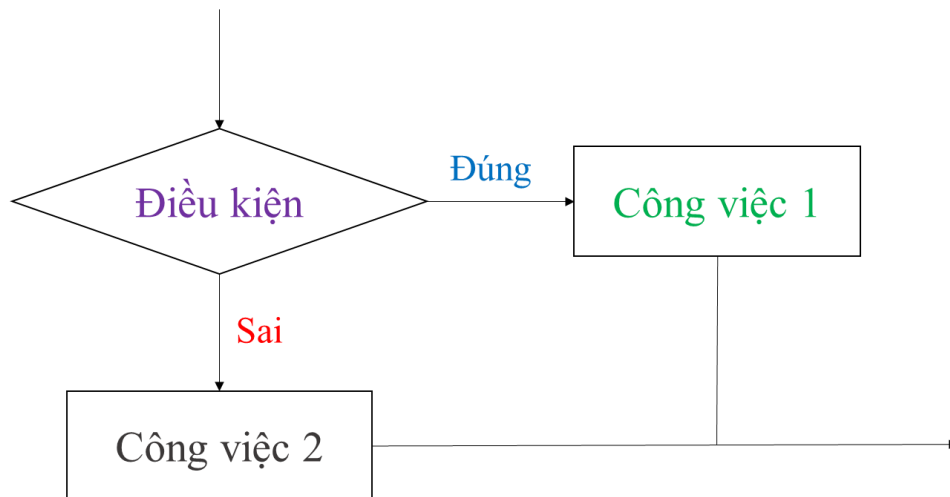 Đúng
Điều kiện
Công việc 1
Sai
Công việc 2